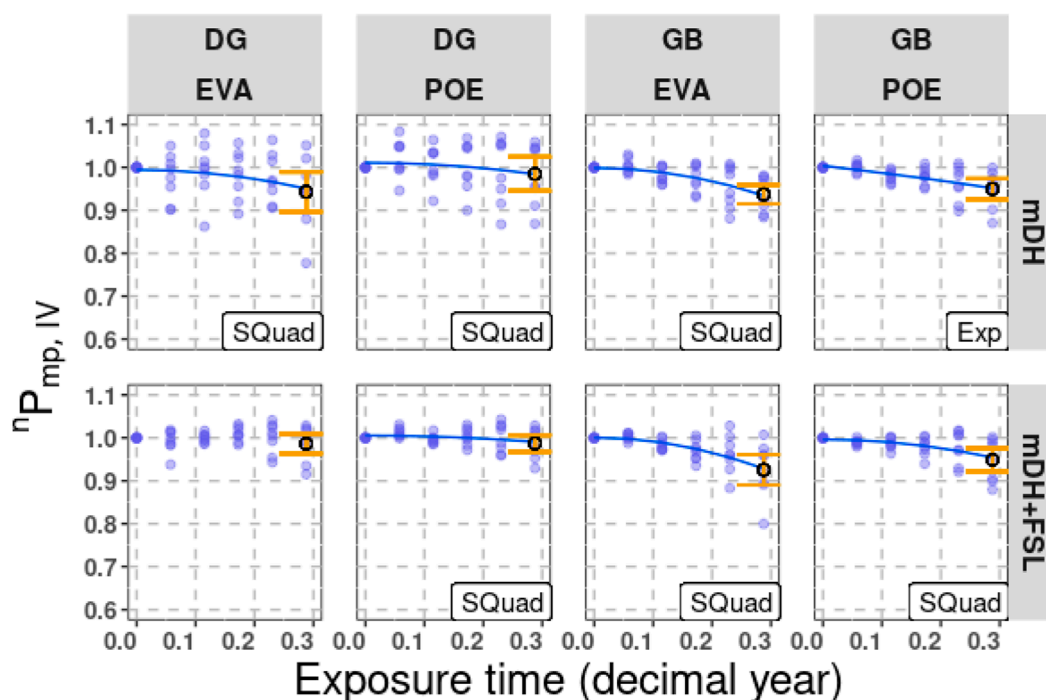 DG DG GB GB
EVA POE EVA POE
1.1
1.0
0.9
0.8
0.7
0.6
SQuad SQuad SQuad Exp
mDH
nPmp, IV
1.1
1.0
0.9
0.8
0.7
0.6
SQuad SQuad SQuad
mDH+FSL
0.0 0.1 0.2 0.3 0.0 0.1 0.2 0.3 0.0 0.1 0.2 0.3 0.0 0.1 0.2 0.3
Exposure time (decimal year)